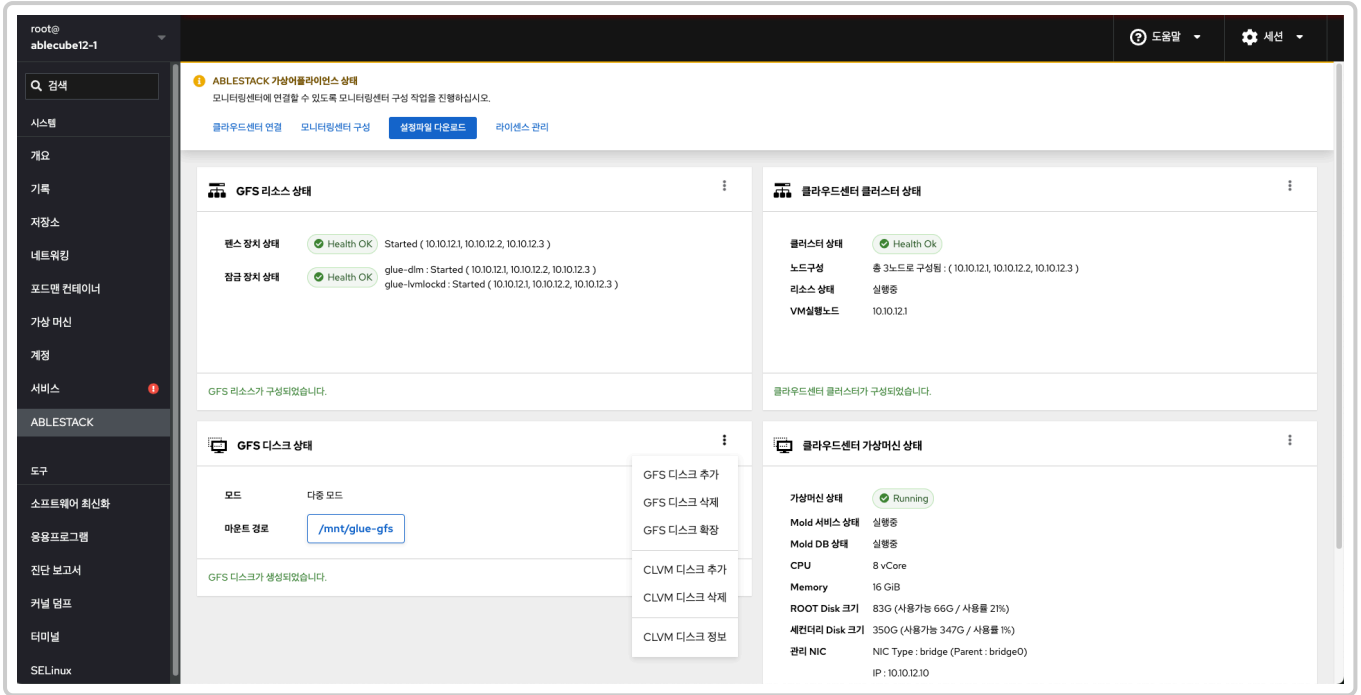 root@
ablecube12-1
도움말
세션
검색
시스템
개요
기록
저장소
네트워킹
포드맨 컨테이너
가상 머신
계정
서비스
ABLESTACK
도구
소프트웨어 최신화
응용프로그램
진단 보고서
커널 덤프
터미널
SELinux
ABLESTACK 가상어플라이언스 상태
모니터링센터에 연결할 수 있도록 모니터링센터 구성 작업을 진행하십시오.
클라우드센터 연결 모니터링센터 구성 설정파일 다운로드 라이센스 관리
GFS 리소스 상태
펜스 장치 상태 Health OK Started ( 10.10.12.1, 10.10.12.2, 10.10.12.3 )
잠금 장치 상태 Health OK glue-dlm : Started ( 10.10.12.1, 10.10.12.2, 10.10.12.3 )
glue-lvmlockd : Started ( 10.10.12.1, 10.10.12.2, 10.10.12.3 )
GFS 리소스가 구성되었습니다.
클라우드센터 클러스터 상태
클러스터 상태 Health Ok
노드구성 총 3노드로 구성됨 : ( 10.10.12.1, 10.10.12.2, 10.10.12.3 )
리소스 상태 실행중
VM실행노드 10.10.12.1
클라우드센터 클러스터가 구성되었습니다.
GFS 디스크 상태
모드 다중 모드
마운트 경로 /mnt/glue-gfs
GFS 디스크가 생성되었습니다.
GFS 디스크 추가
GFS 디스크 삭제
GFS 디스크 확장
CLVM 디스크 추가
CLVM 디스크 삭제
CLVM 디스크 정보
클라우드센터 가상머신 상태
가상머신 상태 Running
Mold 서비스 상태 실행중
Mold DB 상태 실행중
CPU 8 vCore
Memory 16 GiB
ROOT Disk 크기 83G (사용가능 66G / 사용률 21%)
세컨더리 Disk 크기 350G (사용가능 347G / 사용률 1%)
관리 NIC NIC Type : bridge (Parent : bridge0)
IP : 10.10.12.10